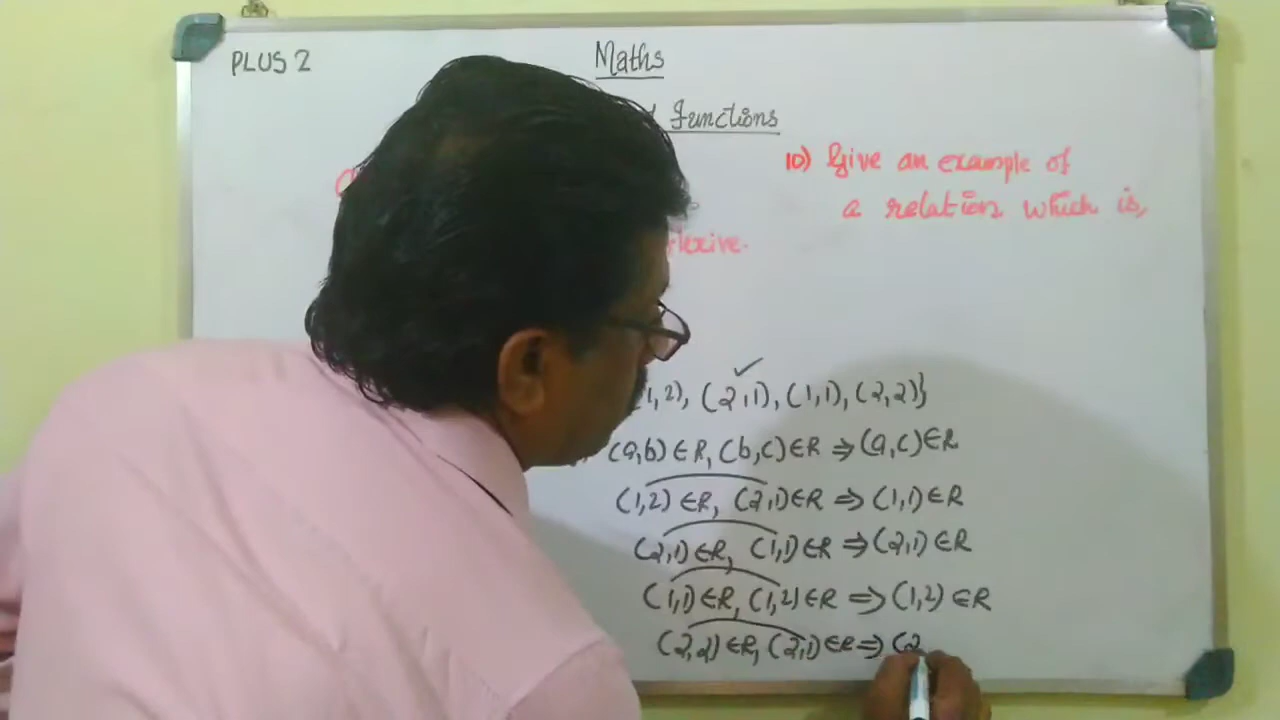 PLUS 2
Maths
Functions
10) Give an example of
a relation which is,
1,2), (2,1), (1,1), (2,2)}
(a,b)∈R, (b,c)∈R ⇒ (a,c)∈R
(1,2)∈R, (2,1)∈R ⇒ (1,1)∈R
(2,1)∈R, (1,1)∈R ⇒ (2,1)∈R
(1,1)∈R, (1,2)∈R ⇒ (1,2)∈R
(2,2)∈R, (2,1)∈R ⇒ (2